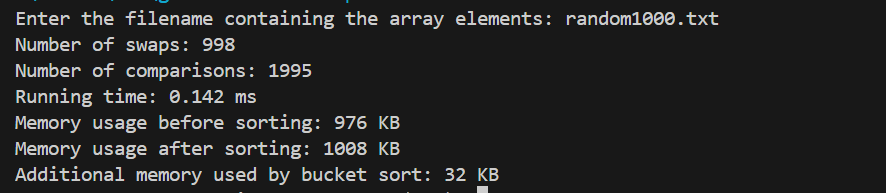 Enter the filename containing the array elements: random1000.txt
Number of swaps: 998
Number of comparisons: 1995
Running time: 0.142 ms
Memory usage before sorting: 976 KB
Memory usage after sorting: 1008 KB
Additional memory used by bucket sort: 32 KB